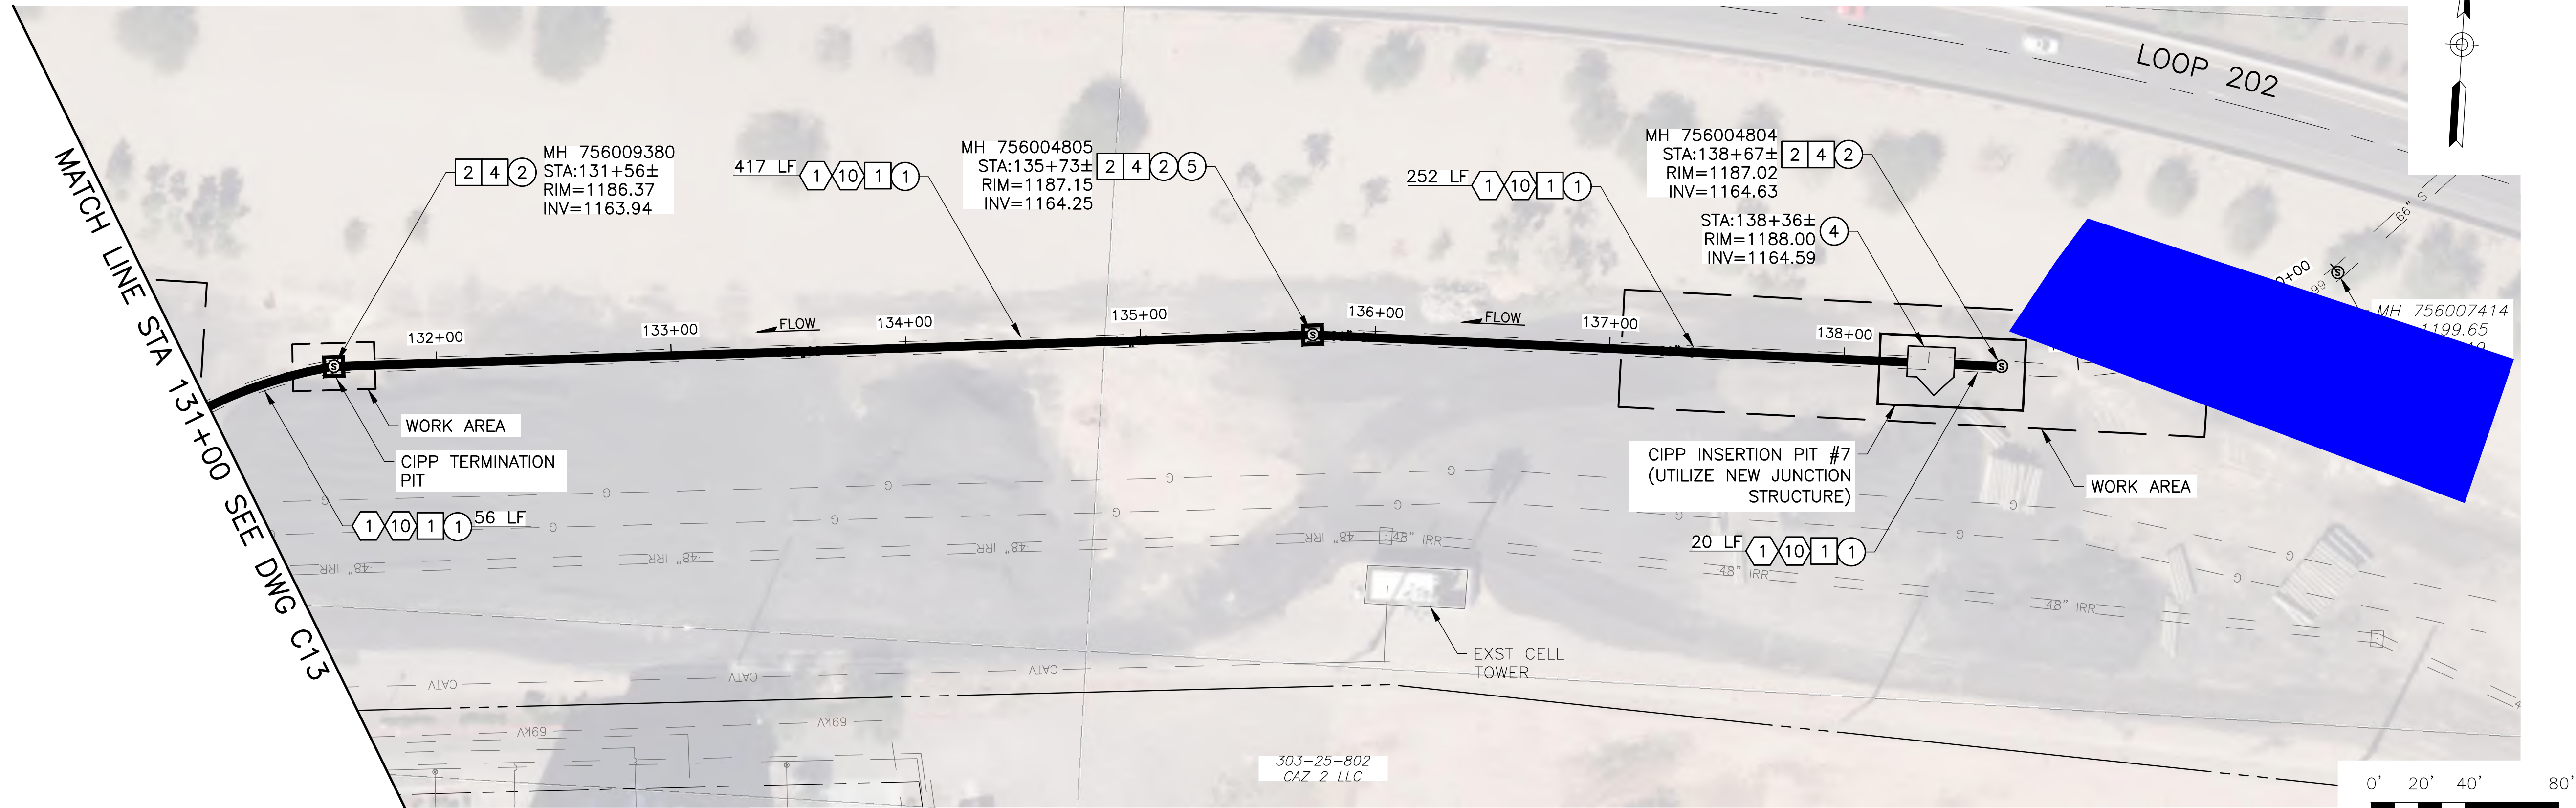 LOOP 202
MATCH LINE STA 131+00 SEE DWG C13
2 4 2
MH 756009380
STA:131+56±
RIM=1186.37
INV=1163.94
417 LF 1 10 1 1
MH 756004805
STA:135+73±
RIM=1187.15
INV=1164.25
2 4 2 5
252 LF 1 10 1 1
MH 756004804
STA:138+67±
RIM=1187.02
INV=1164.63
2 4 2
STA:138+36±
RIM=1188.00
INV=1164.59
4
66" S
MH 756007414
1199.65
132+00
133+00
FLOW
134+00
135+00
136+00
FLOW
137+00
138+00
S
S
S
S
WORK AREA
CIPP TERMINATION
PIT
1 10 1 1 56 LF
CIPP INSERTION PIT #7
(UTILIZE NEW JUNCTION
STRUCTURE)
WORK AREA
20 LF 1 10 1 1
G G G G G
G G G G G G G
48" IRR 48" IRR 48" IRR 48" IRR 48" IRR
48" IRR
48" IRR
EXST CELL
TOWER
CATV CATV CATV
69kV 69kV
303-25-802
CAZ 2 LLC
0' 20' 40' 80'